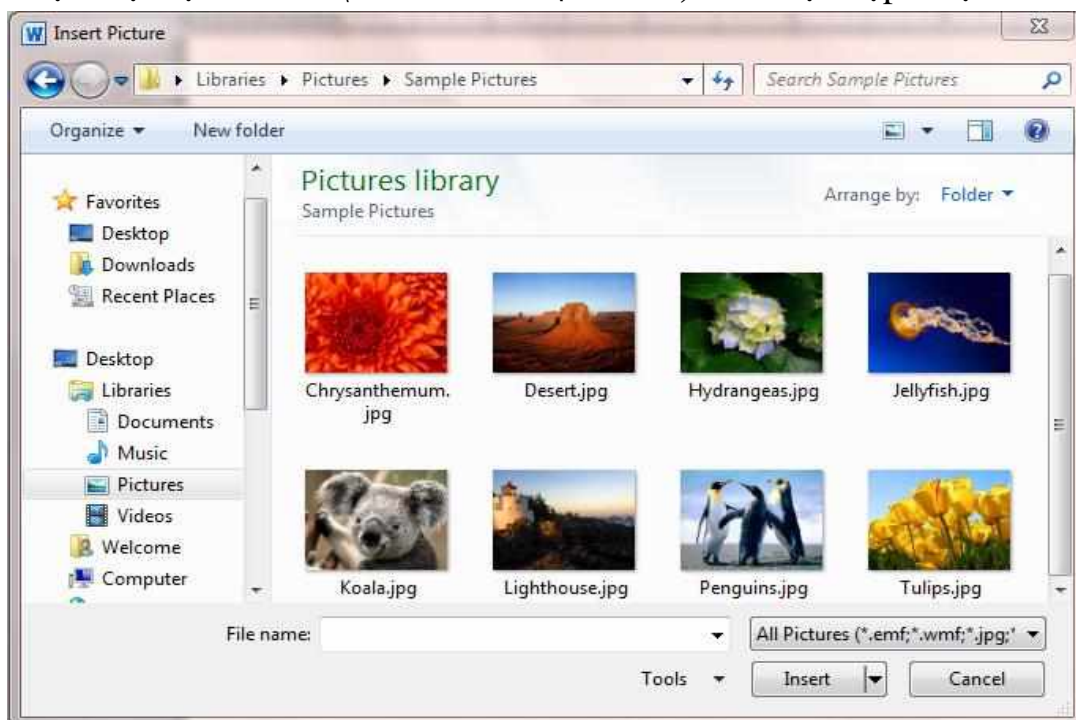 Insert Picture
Libraries ▸ Pictures ▸ Sample Pictures
Search Sample Pictures
Organize
New folder
Favorites
Desktop
Downloads
Recent Places
Desktop
Libraries
Documents
Music
Pictures
Videos
Welcome
Computer
Pictures library
Sample Pictures
Arrange by: Folder
Chrysanthemum.
jpg
Desert.jpg
Hydrangeas.jpg
Jellyfish.jpg
Koala.jpg
Lighthouse.jpg
Penguins.jpg
Tulips.jpg
File name:
All Pictures (*.emf;*.wmf;*.jpg;*
Tools
Insert
Cancel